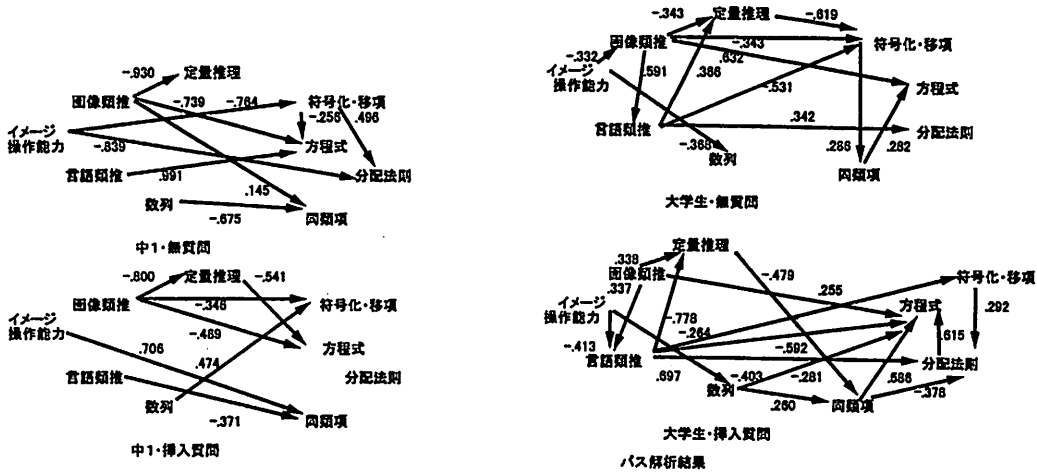 -.930
定量推理
画像類推
-.739
-.764
符号化・移項
-.256
.496
イメージ
操作能力
-.839
方程式
言語類推
.991
分配法則
.145
数列
-.675
同類項
中1・無質問
-.343
定量推理
-.619
画像類推
-.343
符号化・移項
-.332
イメージ
操作能力
.591
.386
.632
-.531
方程式
言語類推
.342
分配法則
-.368
数列
.286
.282
同類項
大学生・無質問
-.800
定量推理
-.541
画像類推
-.346
符号化・移項
イメージ
操作能力
-.489
.706
.474
方程式
言語類推
分配法則
数列
-.371
同類項
中1・挿入質問
定量推理
.338
画像類推
-.479
符号化・移項
.337
.255
イメージ
操作能力
方程式
.292
-.778
-.264
.615
-.413
言語類推
-.592
分配法則
.697
数列
-.403
-.281
.586
-.378
.260
同類項
大学生・挿入質問
パス解析結果